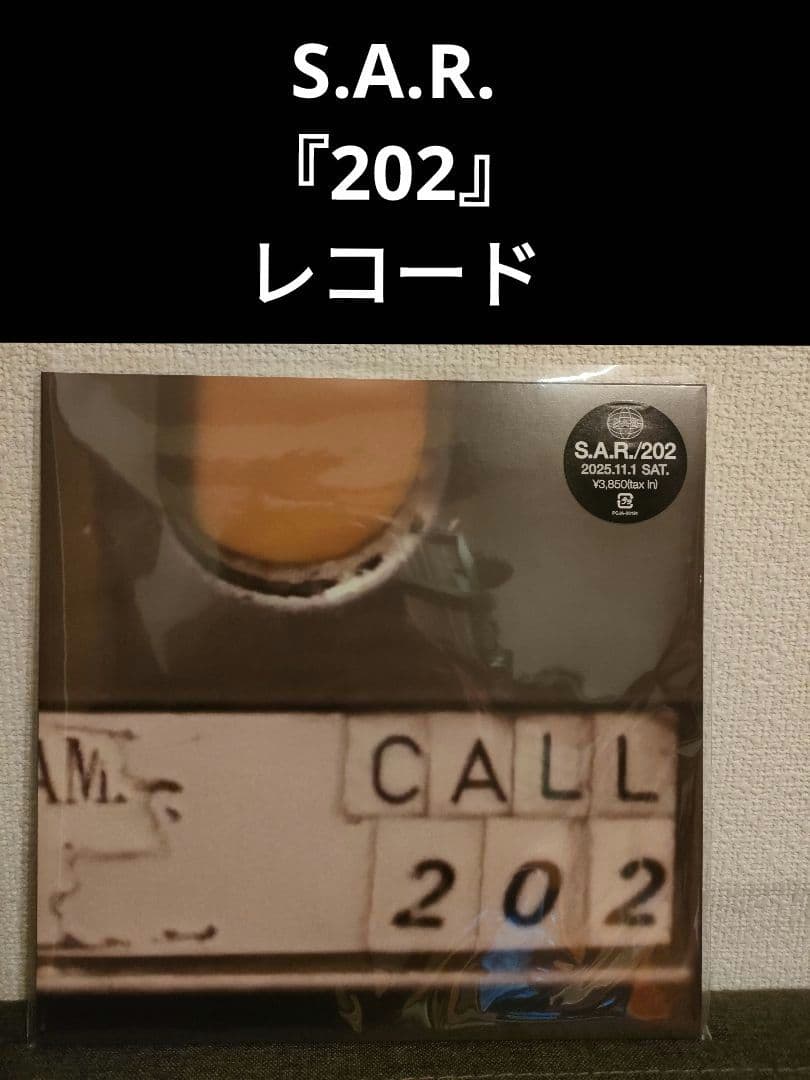 S.A.R.
『202』
レコード
S.A.R./202
2025.11.1 SAT.
¥3,850(tax in)
AM.
CALL
202